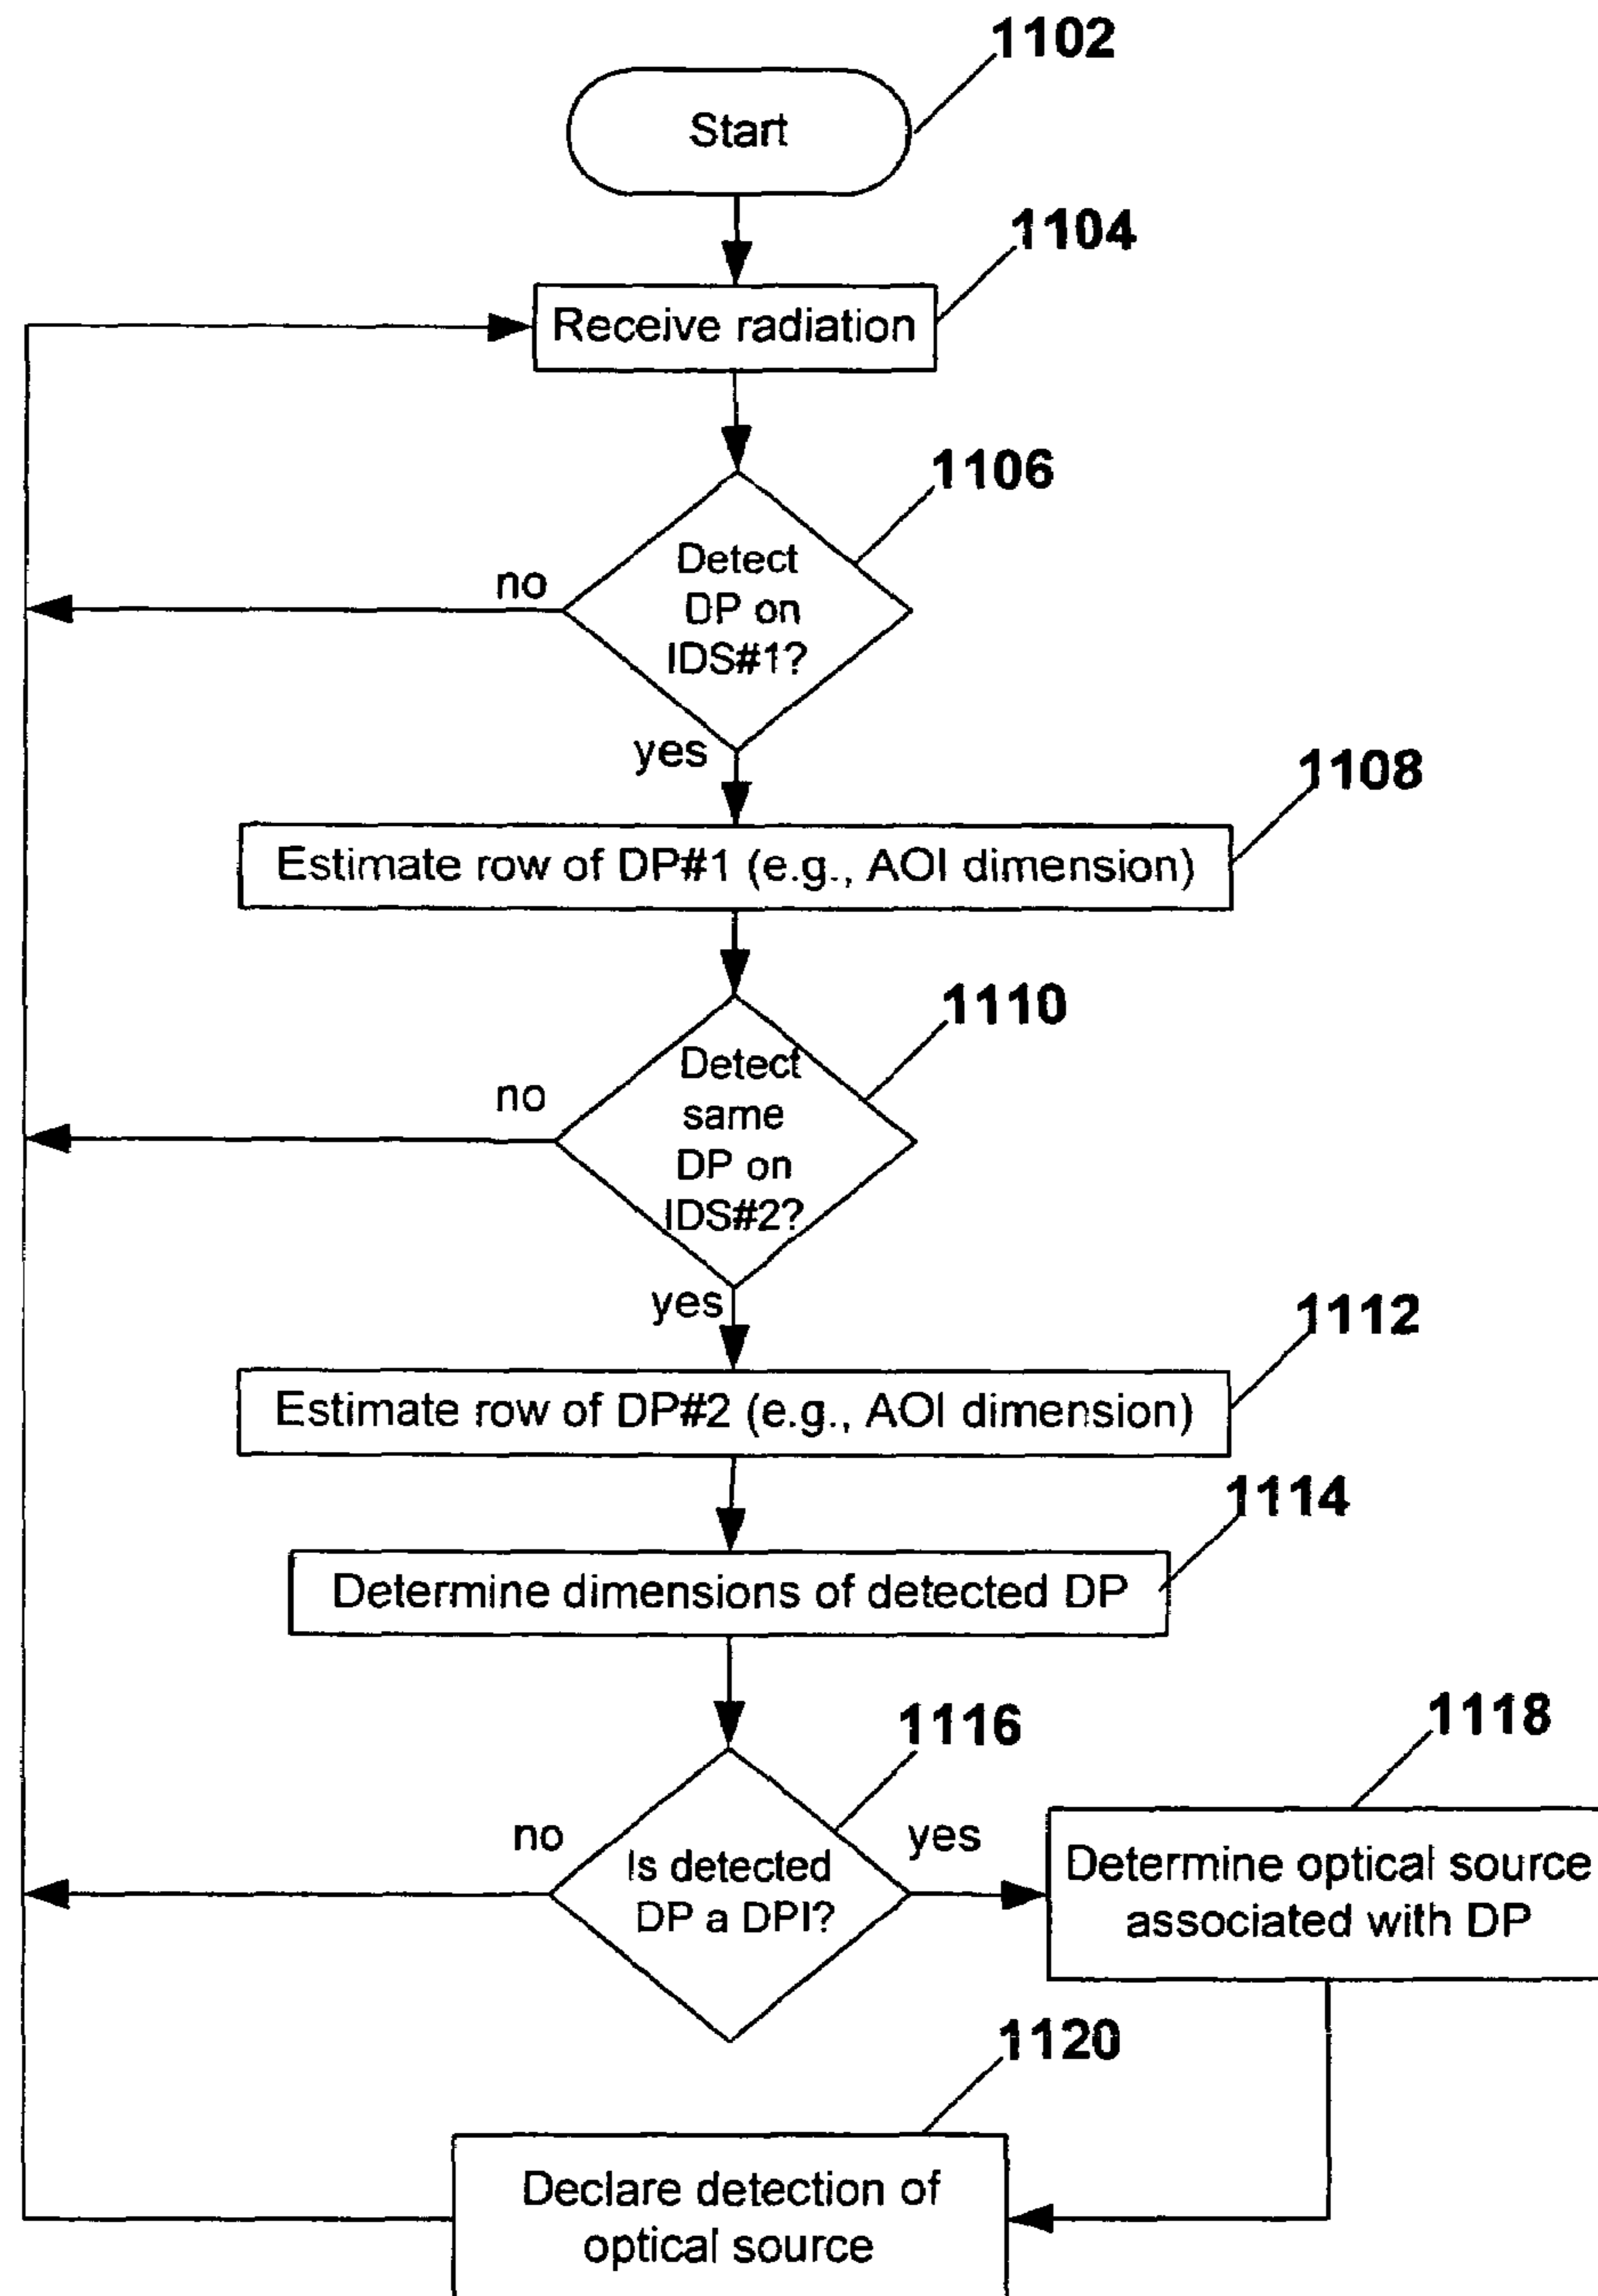 1102
Start
1104
Receive radiation
1106
Detect
DP on
IDS#1?
no
yes
1108
Estimate row of DP#1 (e.g., AOI dimension)
1110
Detect
same
DP on
IDS#2?
no
yes
1112
Estimate row of DP#2 (e.g., AOI dimension)
1114
Determine dimensions of detected DP
1116
1118
no
yes
Is detected
DP a DPI?
Determine optical source
associated with DP
1120
Declare detection of
optical source